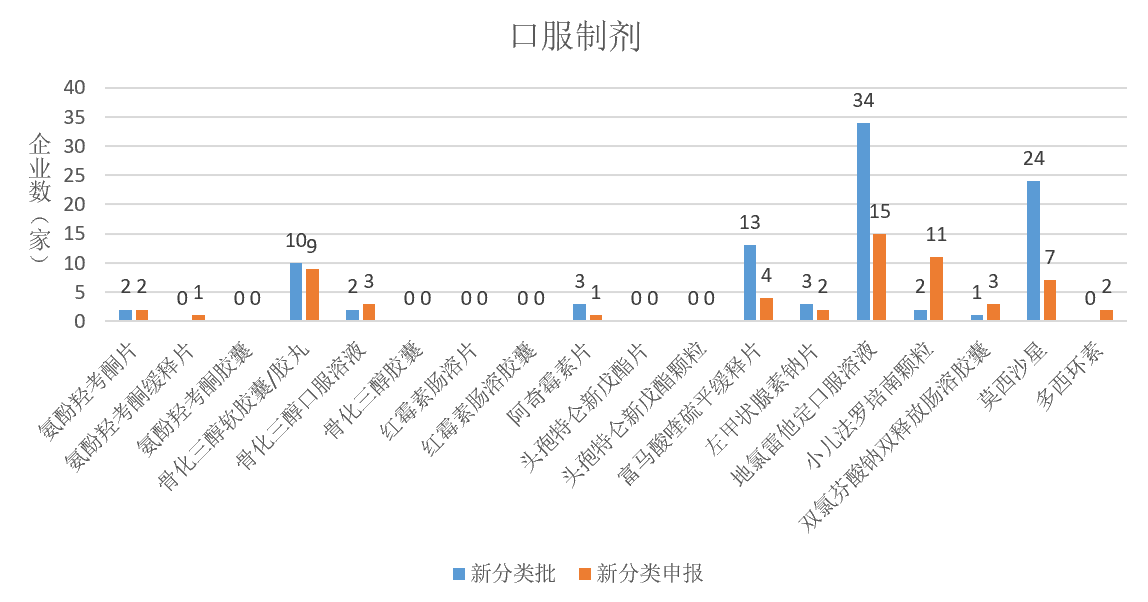 口服制剂
企业数（家）
40
35
30
25
20
15
10
5
0
2 2
0 1
0 0
10 9
2 3
0 0
0 0
0 0
3 1
0 0
0 0
13 4
3 2
34 15
2 11
1 3
24 7
0 2
氨酚羟考酮片
氨酚羟考酮缓释片
氨酚羟考酮胶囊
骨化三醇软胶囊/胶丸
骨化三醇口服溶液
骨化三醇胶囊
红霉素肠溶片
红霉素肠溶胶囊
阿奇霉素片
头孢特仑新戊酯片
头孢特仑新戊酯颗粒
富马酸喹硫平缓释片
左甲状腺素钠片
地氯雷他定口服溶液
小儿法罗培南颗粒
双氯芬酸钠双释放肠溶胶囊
莫西沙星
多西环素
新分类批 新分类申报